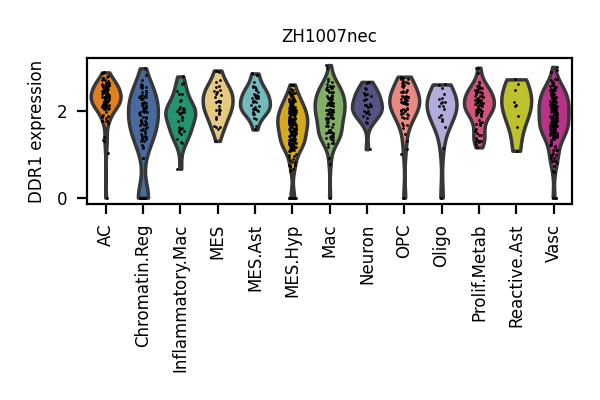 ZH1007nec
DDR1 expression
2
0
AC
Chromatin.Reg
Inflammatory.Mac
MES
MES.Ast
MES.Hyp
Mac
Neuron
OPC
Oligo
Prolif.Metab
Reactive.Ast
Vasc